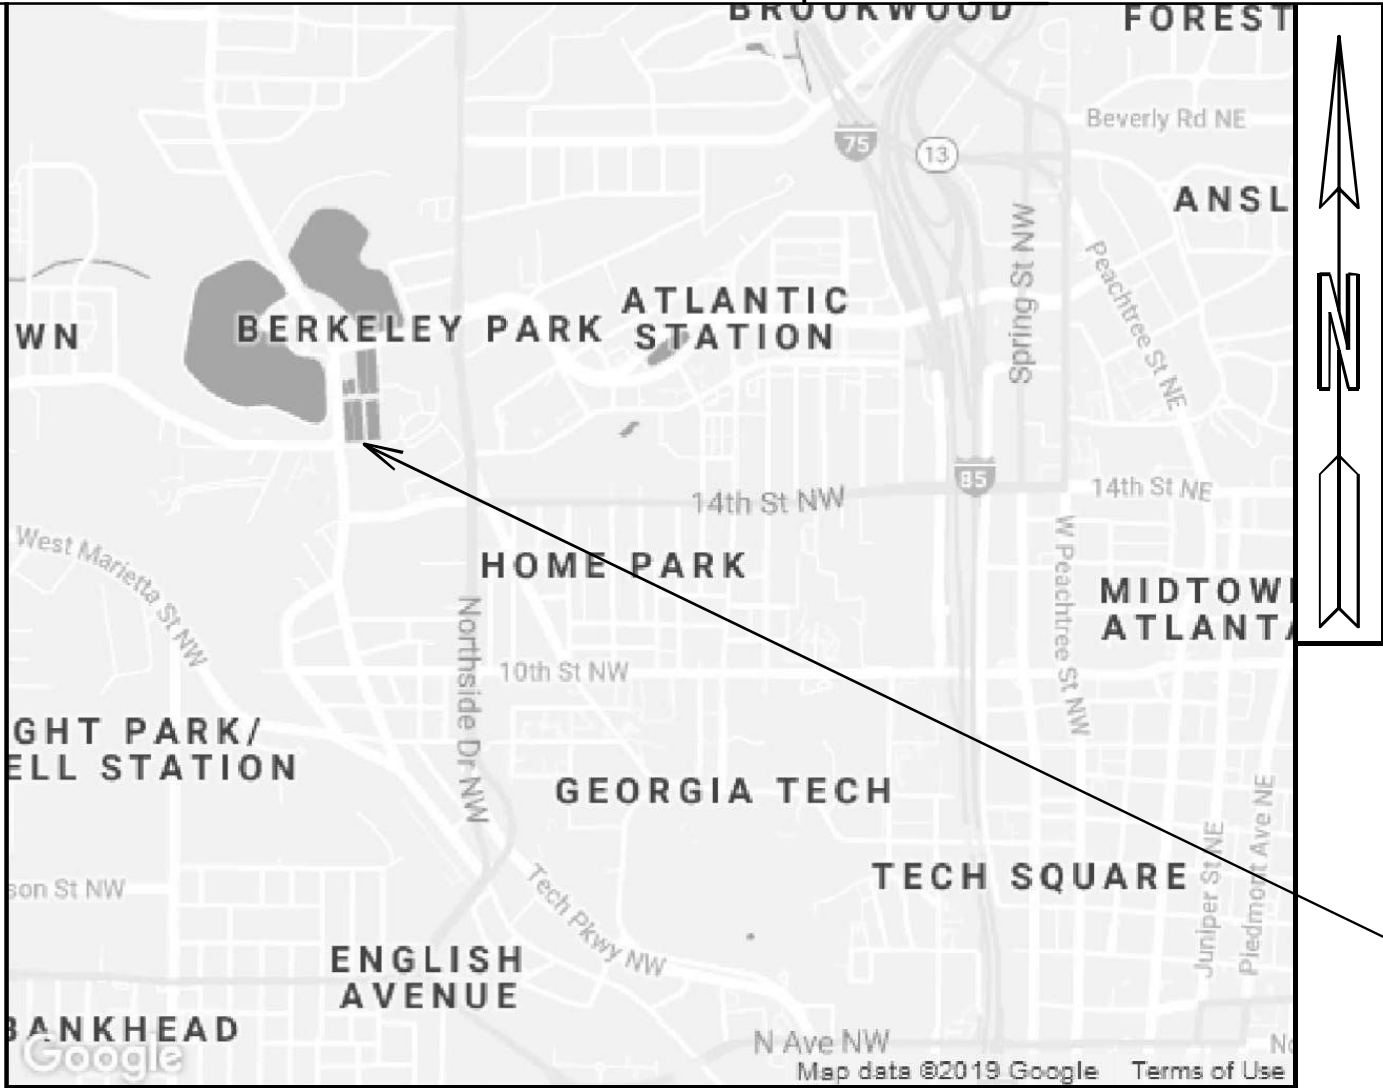 BROOKWOOD
FOREST
Beverly Rd NE
75
13
ANSL
Spring St NW
Peachtree St NE
ATLANTIC
STATION
BERKELEY PARK
WN
85
14th St NW
14th St NE
West Marietta St NW
HOME PARK
W Peachtree St NW
MIDTOW
ATLANTA
Northside Dr NW
10th St NW
GHT PARK/
ELL STATION
GEORGIA TECH
TECH SQUARE
Juniper St NE
Piedmont Ave NE
son St NW
Tech Pkwy NW
ENGLISH
AVENUE
BANKHEAD
N Ave NW
No
Google
Map data ©2019 Google
Terms of Use
N